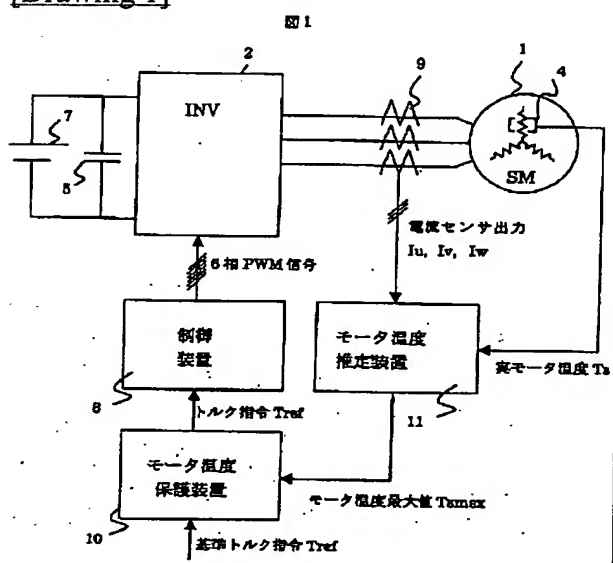 [Drawing 1]
図1
2
9
1
4
INV
7
5
SM
電流センサ出力
Iu, Iv, Iw
6相PWM信号
制御
装置
モータ温度
推定装置
実モータ温度 Ts
8
トルク指令 Tref
11
モータ温度
保護装置
モータ温度最大値 Tsmax
10
基準トルク指令 Tref